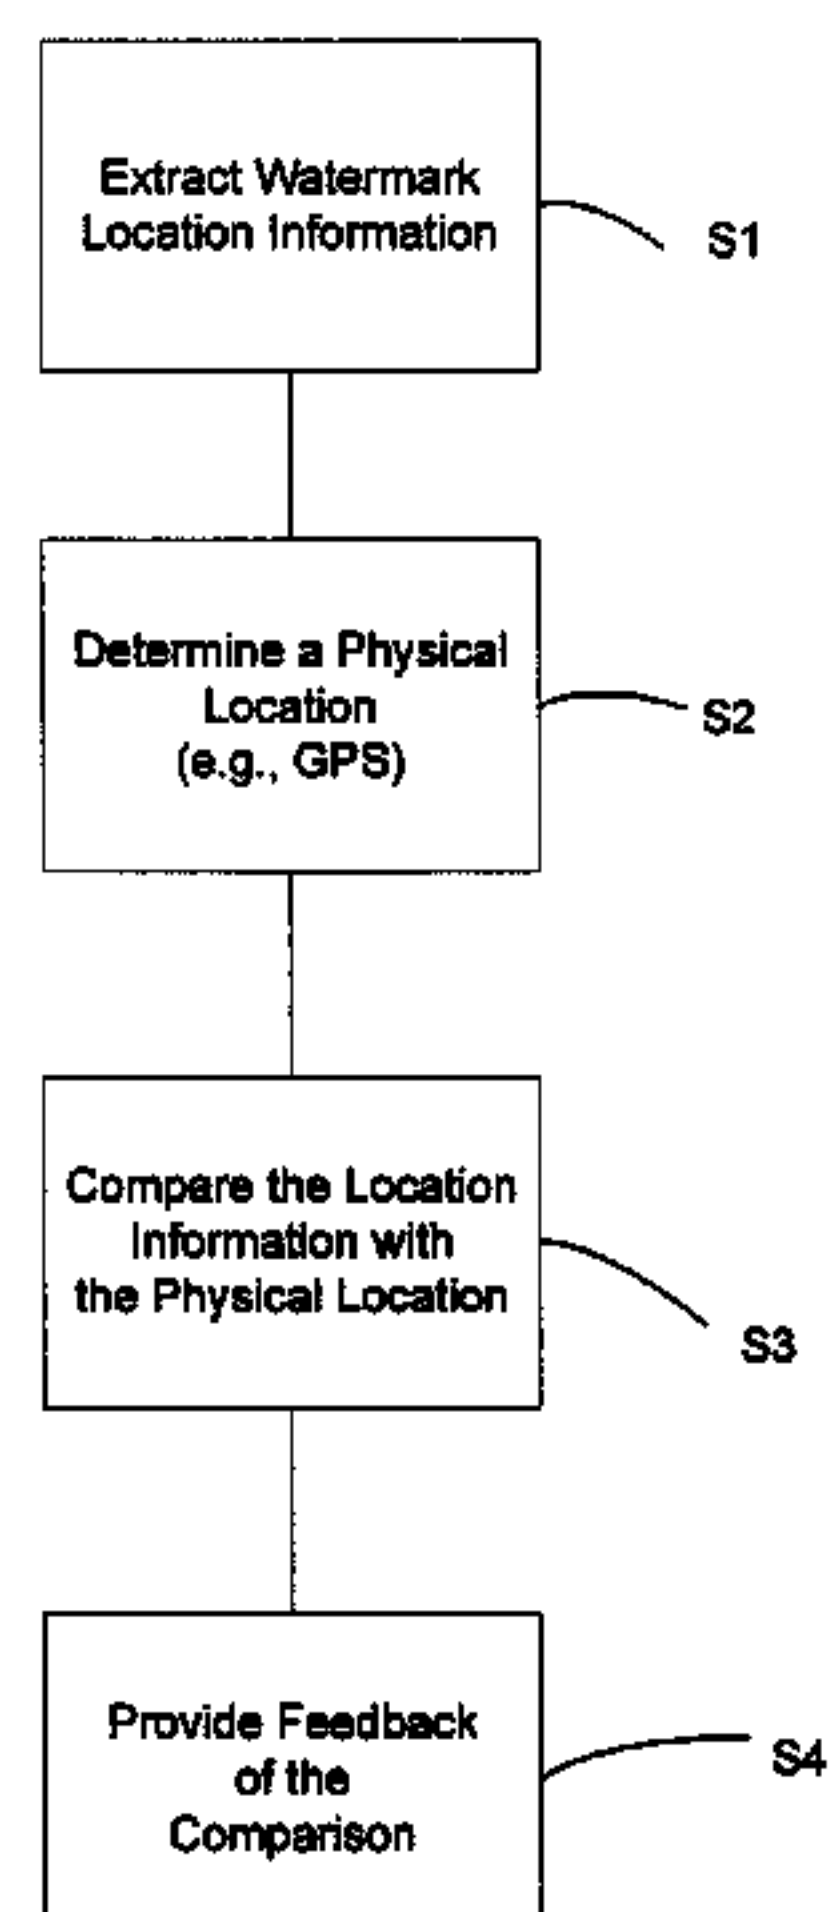 Extract Watermark
Location Information
S1
Determine a Physical
Location
(e.g., GPS)
S2
Compare the Location
Information with
the Physical Location
S3
Provide Feedback
of the
Comparison
S4